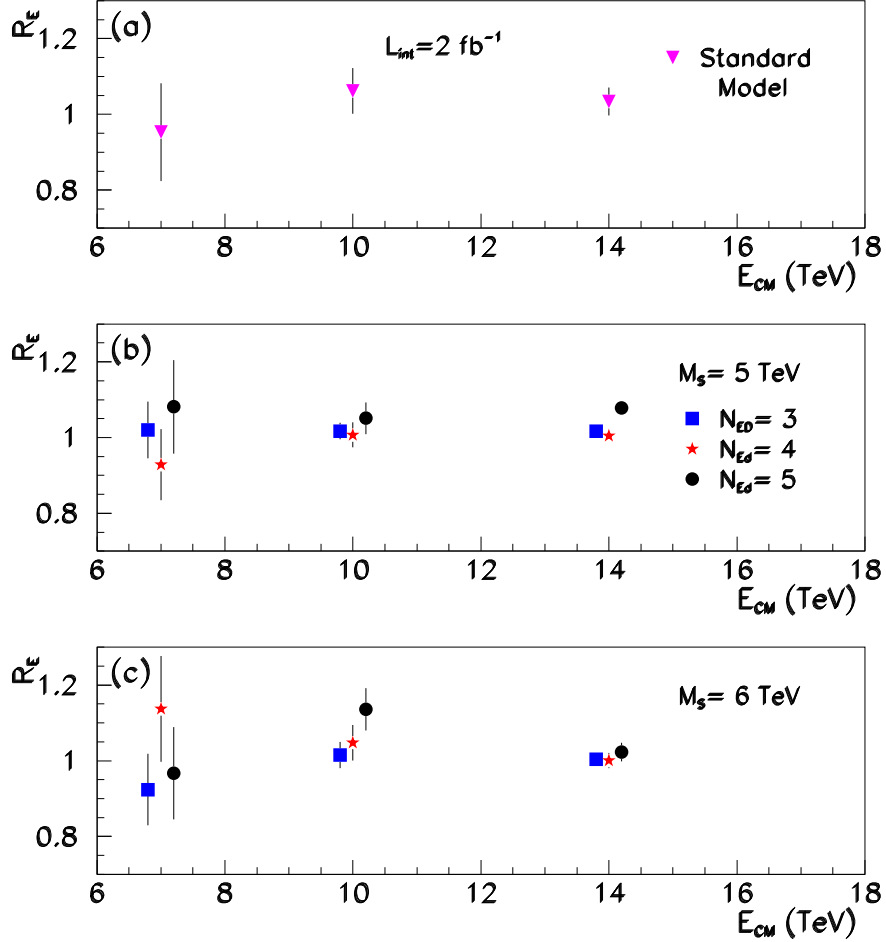 R_E
(a)
L_int=2 fb⁻¹
Standard
Model
1.2
1
0.8
6 8 10 12 14 16 18
E_CM (TeV)
R_E
(b)
M_S= 5 TeV
N_ED= 3
N_Ed= 4
N_Ed= 5
1.2
1
0.8
6 8 10 12 14 16 18
E_CM (TeV)
R_E
(c)
M_S= 6 TeV
1.2
1
0.8
6 8 10 12 14 16 18
E_CM (TeV)